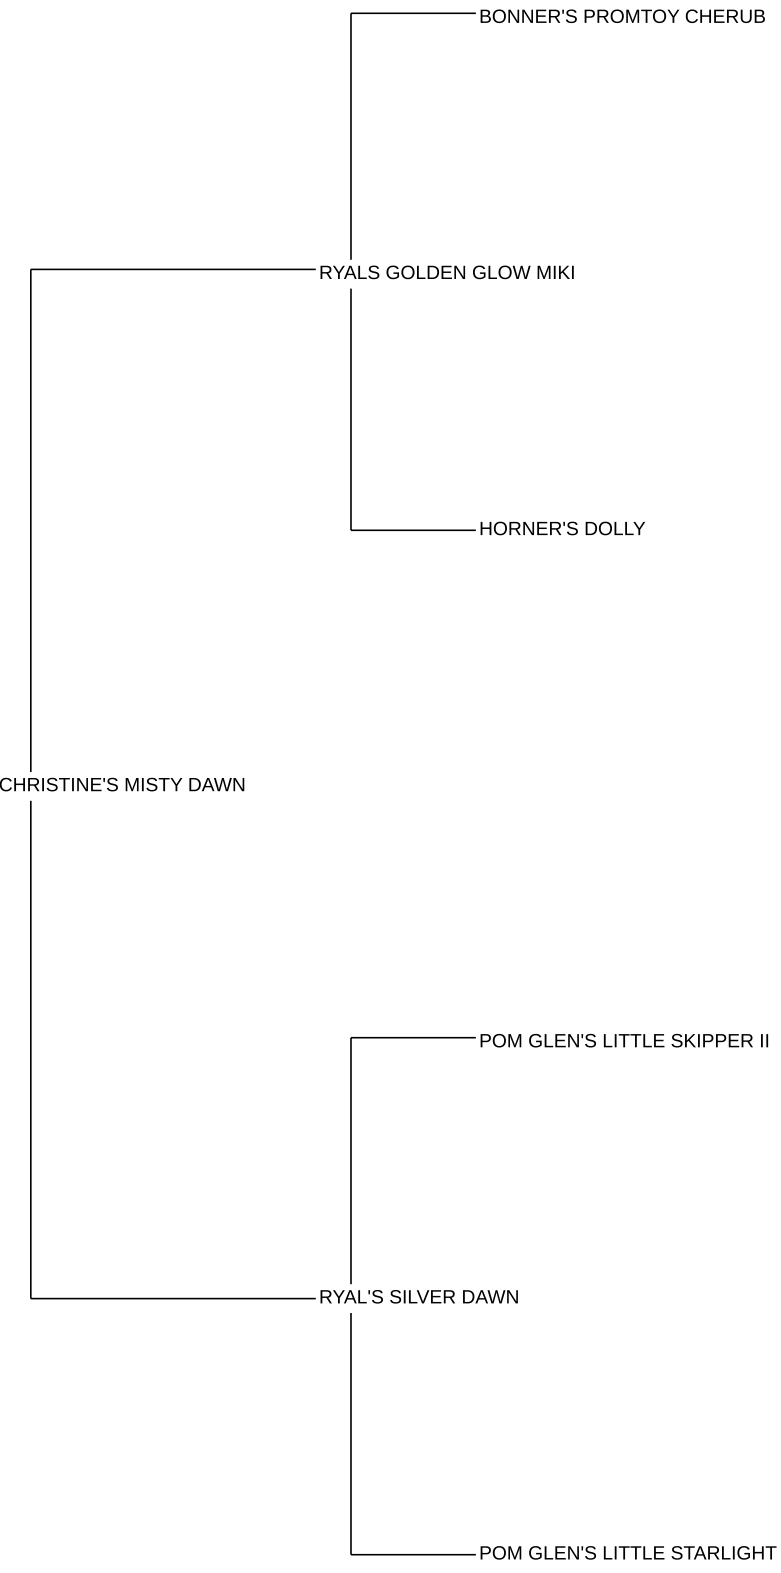 BONNER'S PROMTOY CHERUB
RYALS GOLDEN GLOW MIKI
HORNER'S DOLLY
CHRISTINE'S MISTY DAWN
POM GLEN'S LITTLE SKIPPER II
RYAL'S SILVER DAWN
POM GLEN'S LITTLE STARLIGHT